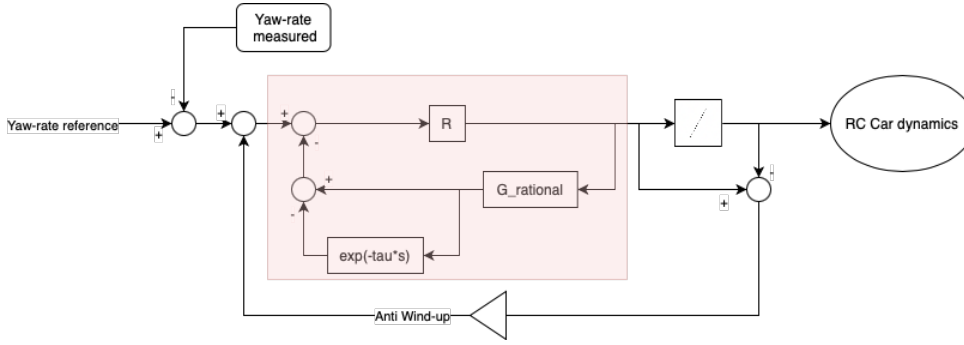 Yaw-rate
measured
-
+
Yaw-rate reference
+
+
-
R
/
-
RC Car dynamics
+
G_rational
+
-
exp(-tau*s)
Anti Wind-up